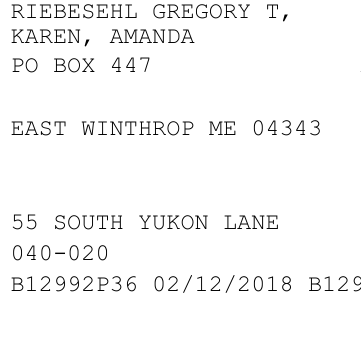 RIEBESEHL GREGORY T,
KAREN, AMANDA
PO BOX 447
EAST WINTHROP ME 04343
55 SOUTH YUKON LANE
040-020
B12992P36 02/12/2018 B129